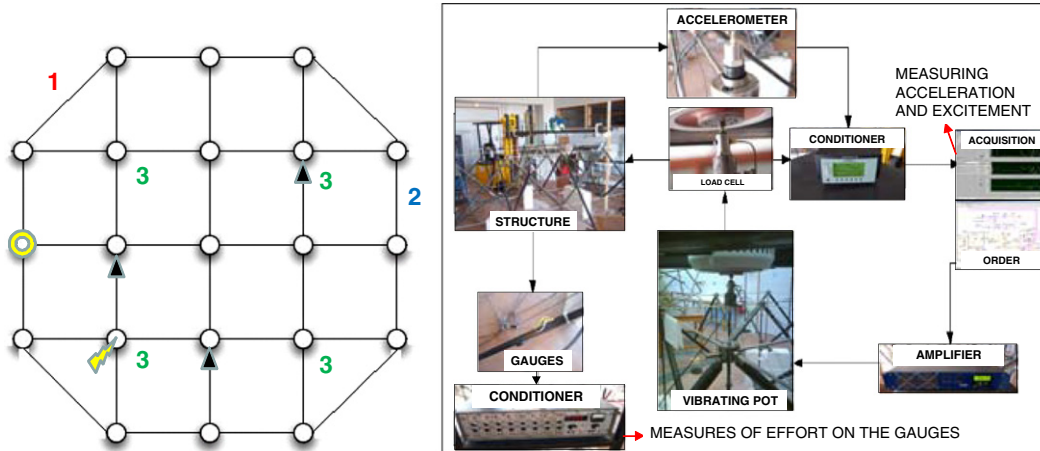 1
3
3
2
3
3
ACCELEROMETER
MEASURING
ACCELERATION
AND EXCITEMENT
CONDITIONER
ACQUISITION
LOAD CELL
STRUCTURE
ORDER
GAUGES
AMPLIFIER
CONDITIONER
VIBRATING POT
MEASURES OF EFFORT ON THE GAUGES